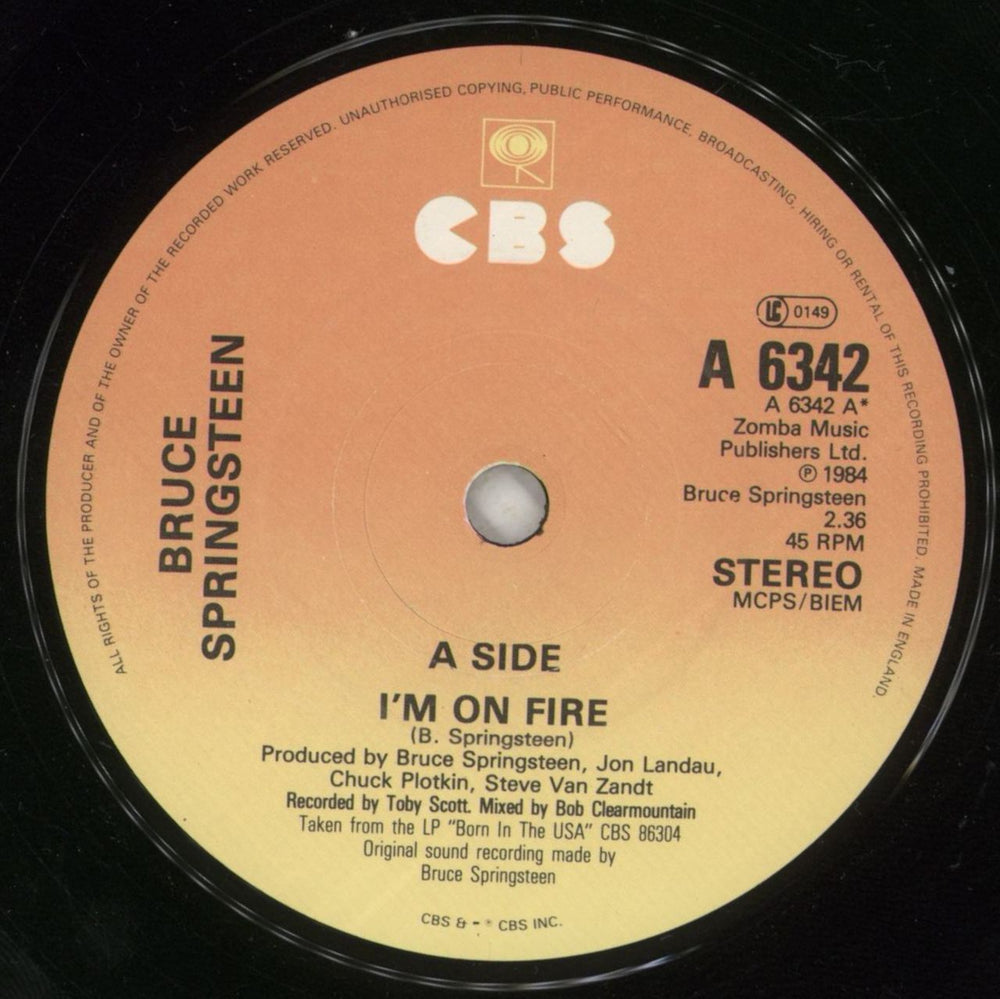 ALL RIGHTS OF THE PRODUCER AND OF THE OWNER OF THE RECORDED WORK RESERVED. UNAUTHORISED COPYING, PUBLIC PERFORMANCE, BROADCASTING, HIRING OR RENTAL OF THIS RECORDING PROHIBITED. MADE IN ENGLAND.
CBS
LC 0149
A 6342
A 6342 A*
Zomba Music
Publishers Ltd.
℗ 1984
Bruce Springsteen
2.36
45 RPM
STEREO
MCPS/BIEM
BRUCE
SPRINGSTEEN
A SIDE
I'M ON FIRE
(B. Springsteen)
Produced by Bruce Springsteen, Jon Landau,
Chuck Plotkin, Steve Van Zandt
Recorded by Toby Scott. Mixed by Bob Clearmountain
Taken from the LP "Born In The USA" CBS 86304
Original sound recording made by
Bruce Springsteen
CBS & - * CBS INC.